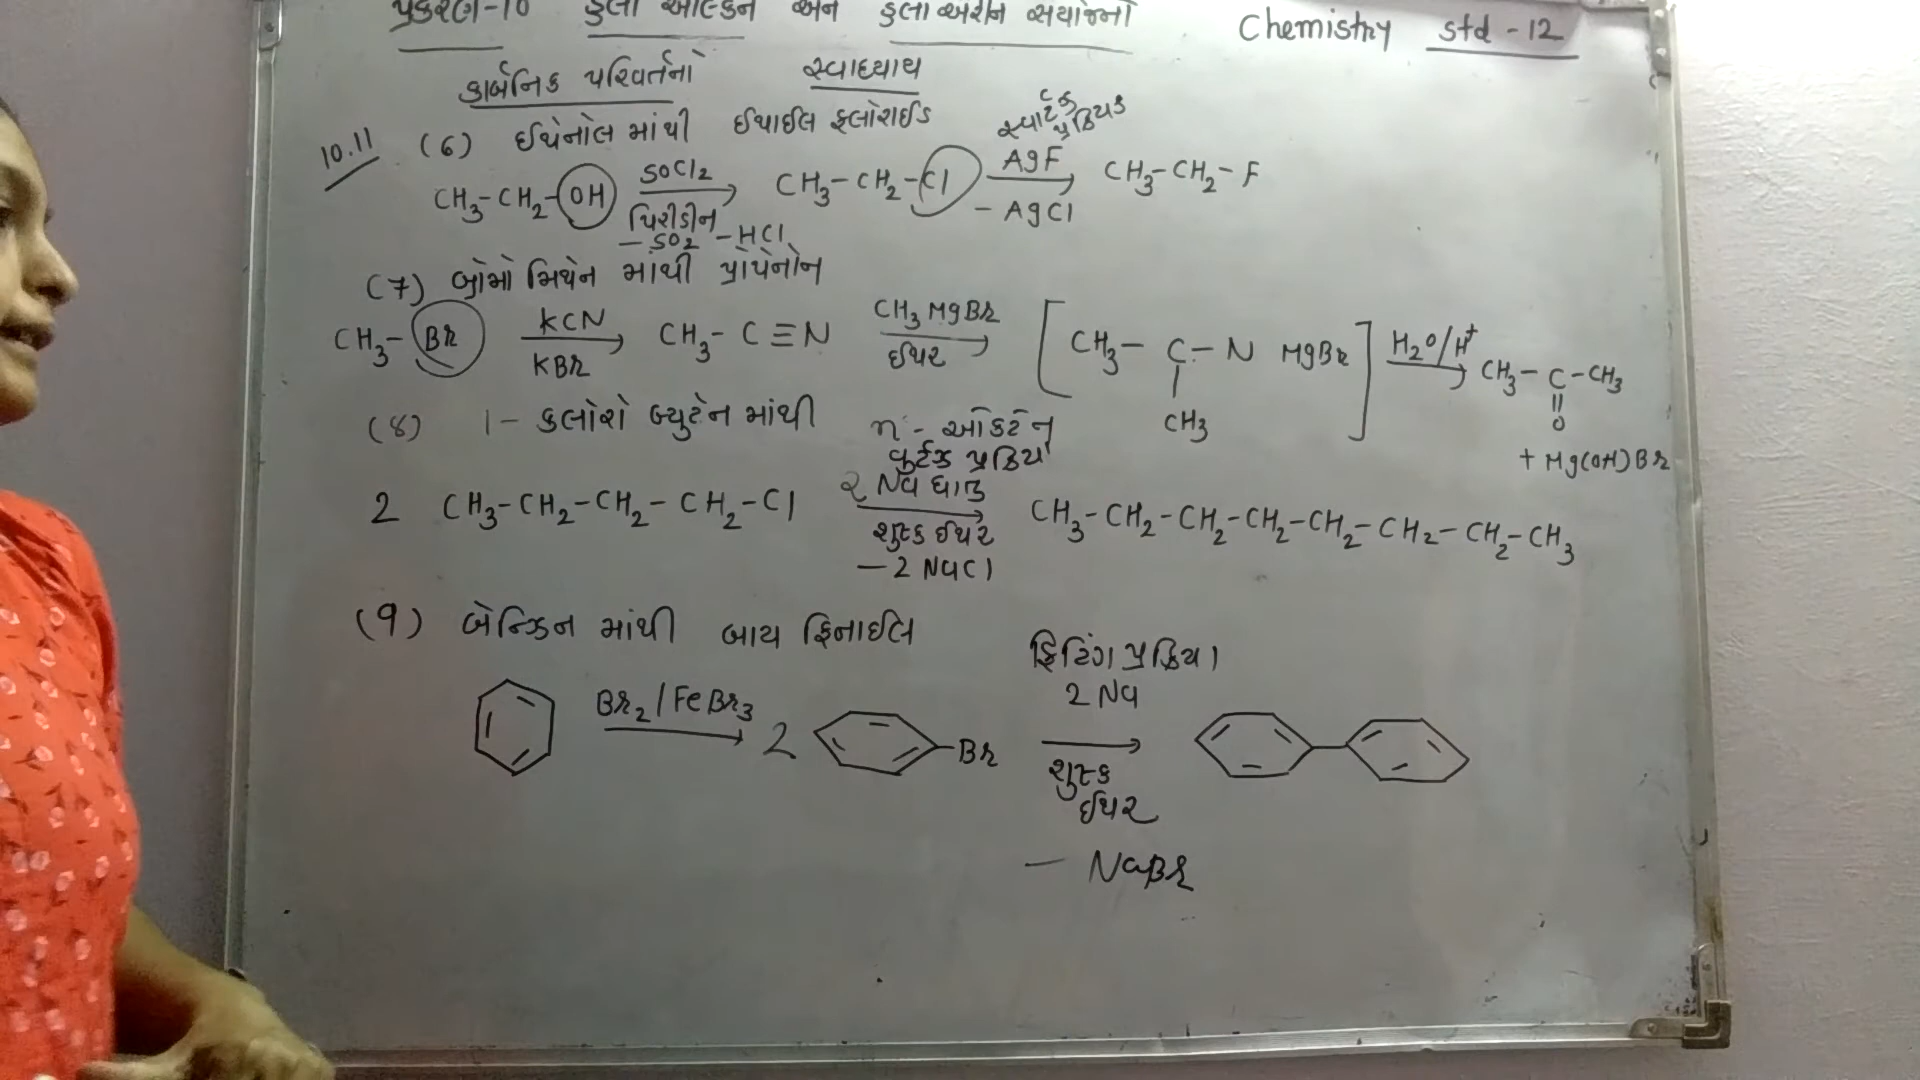 પ્રકરણ-10 હેલો આલ્કેન અને હેલો એરીન સંયોજનો Chemistry std - 12
કાર્બનિક પરિવર્તનો સ્વાધ્યાય
10.11 (6) ઈથેનોલ માંથી ઈથાઈલ ફ્લોરાઈડ
સ્વાર્ટ્ઝ પ્રક્રિયા
CH3-CH2-OH SOCl2 પિરીડીન -SO2 -HCl CH3-CH2-Cl AgF -AgCl CH3-CH2-F
(7) બ્રોમો મિથેન માંથી પ્રોપેનોન
CH3-Br KCN KBr CH3-C≡N CH3MgBr ઈથર [CH3-C-N MgBr CH3] H2O/H+ CH3-C-CH3 O
+ Mg(OH)Br
(8) 1- ક્લોરો બ્યુટેન માંથી n - ઓક્ટેન
વુર્ટઝ પ્રક્રિયા
2 CH3-CH2-CH2-CH2-Cl 2 Na ધાતુ શુષ્ક ઈથર -2 NaCl CH3-CH2-CH2-CH2-CH2-CH2-CH2-CH3
(9) બેન્ઝિન માંથી બાય ફિનાઈલ
ફિટિંગ પ્રક્રિયા
Br2/FeBr3 2 -Br 2 Na
શુષ્ક
ઈથર
- NaBr